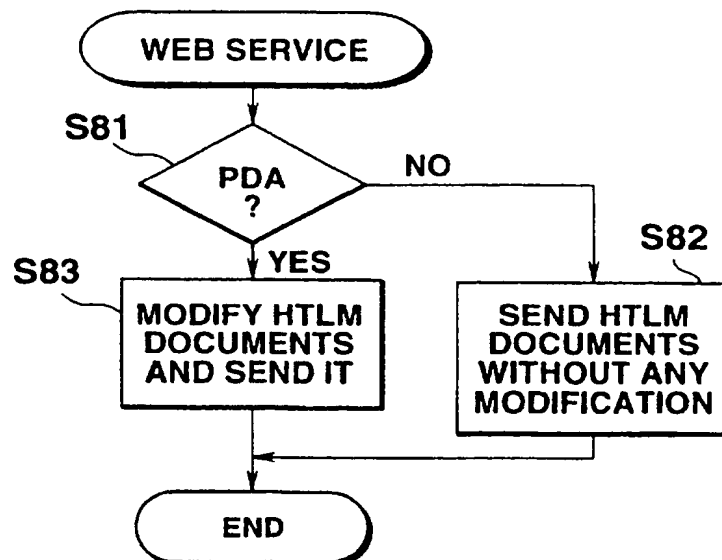 WEB SERVICE
S81
PDA
?
NO
YES
S83
MODIFY HTLM
DOCUMENTS
AND SEND IT
S82
SEND HTLM
DOCUMENTS
WITHOUT ANY
MODIFICATION
END